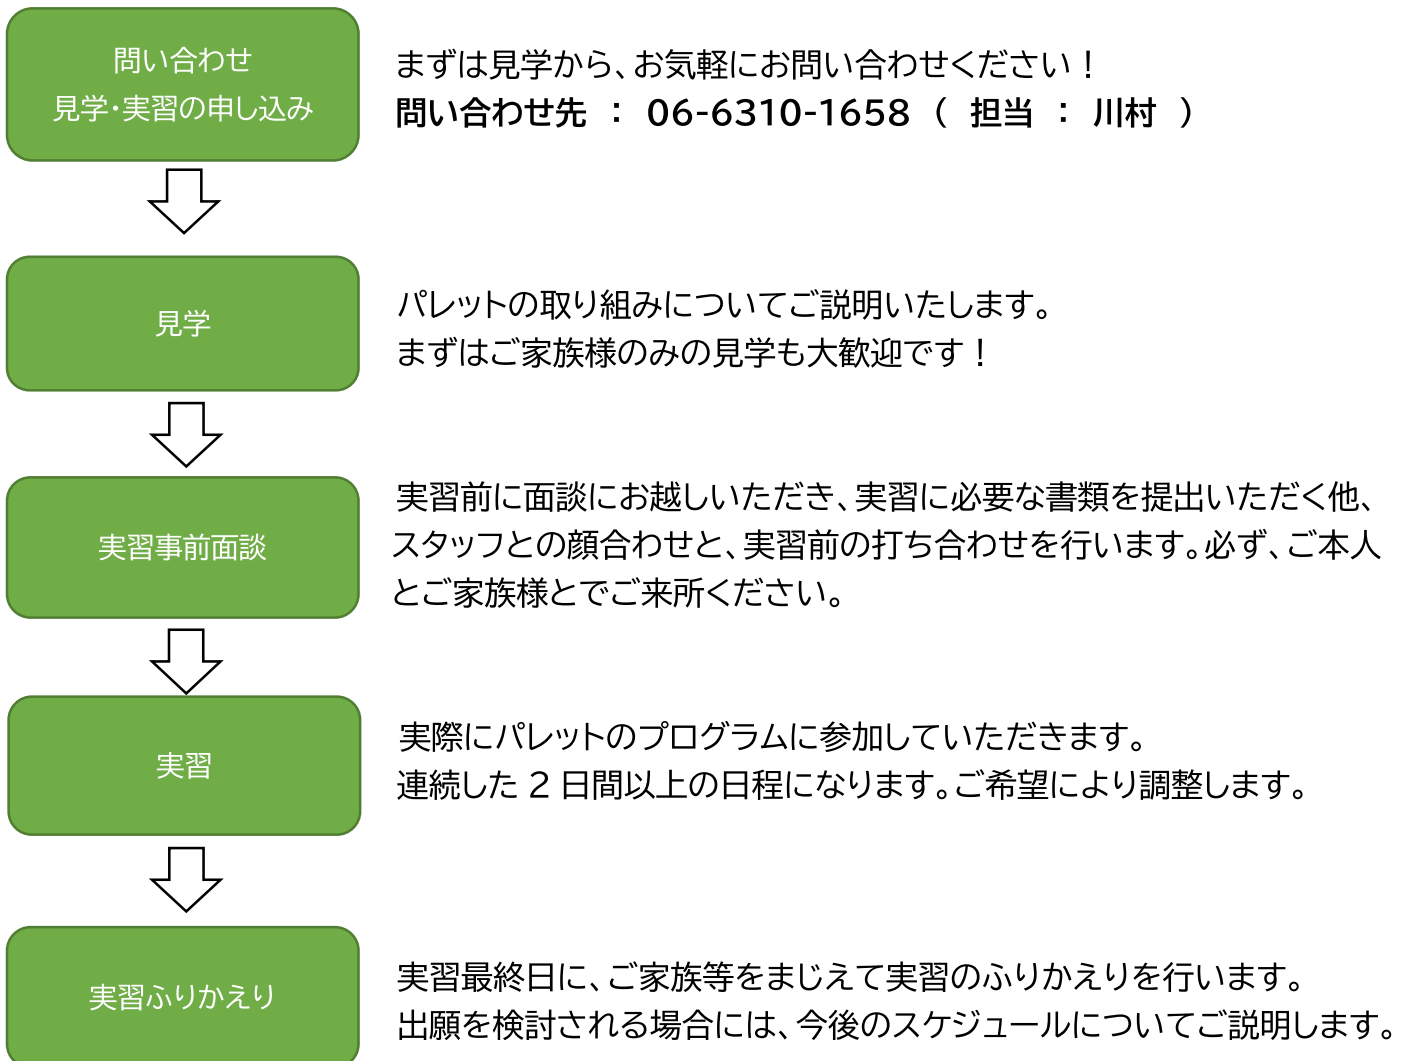 問い合わせ
見学・実習の申し込み
まずは見学から、お気軽にお問い合わせください！
問い合わせ先 ： 06-6310-1658 （ 担当 ： 川村 ）
見学
パレットの取り組みについてご説明いたします。
まずはご家族様のみの見学も大歓迎です！
実習事前面談
実習前に面談にお越しいただき、実習に必要な書類を提出いただく他、
スタッフとの顔合わせと、実習前の打ち合わせを行います。必ず、ご本人
とご家族様とでご来所ください。
実習
実際にパレットのプログラムに参加していただきます。
連続した 2 日間以上の日程になります。ご希望により調整します。
実習ふりかえり
実習最終日に、ご家族等をまじえて実習のふりかえりを行います。
出願を検討される場合には、今後のスケジュールについてご説明します。